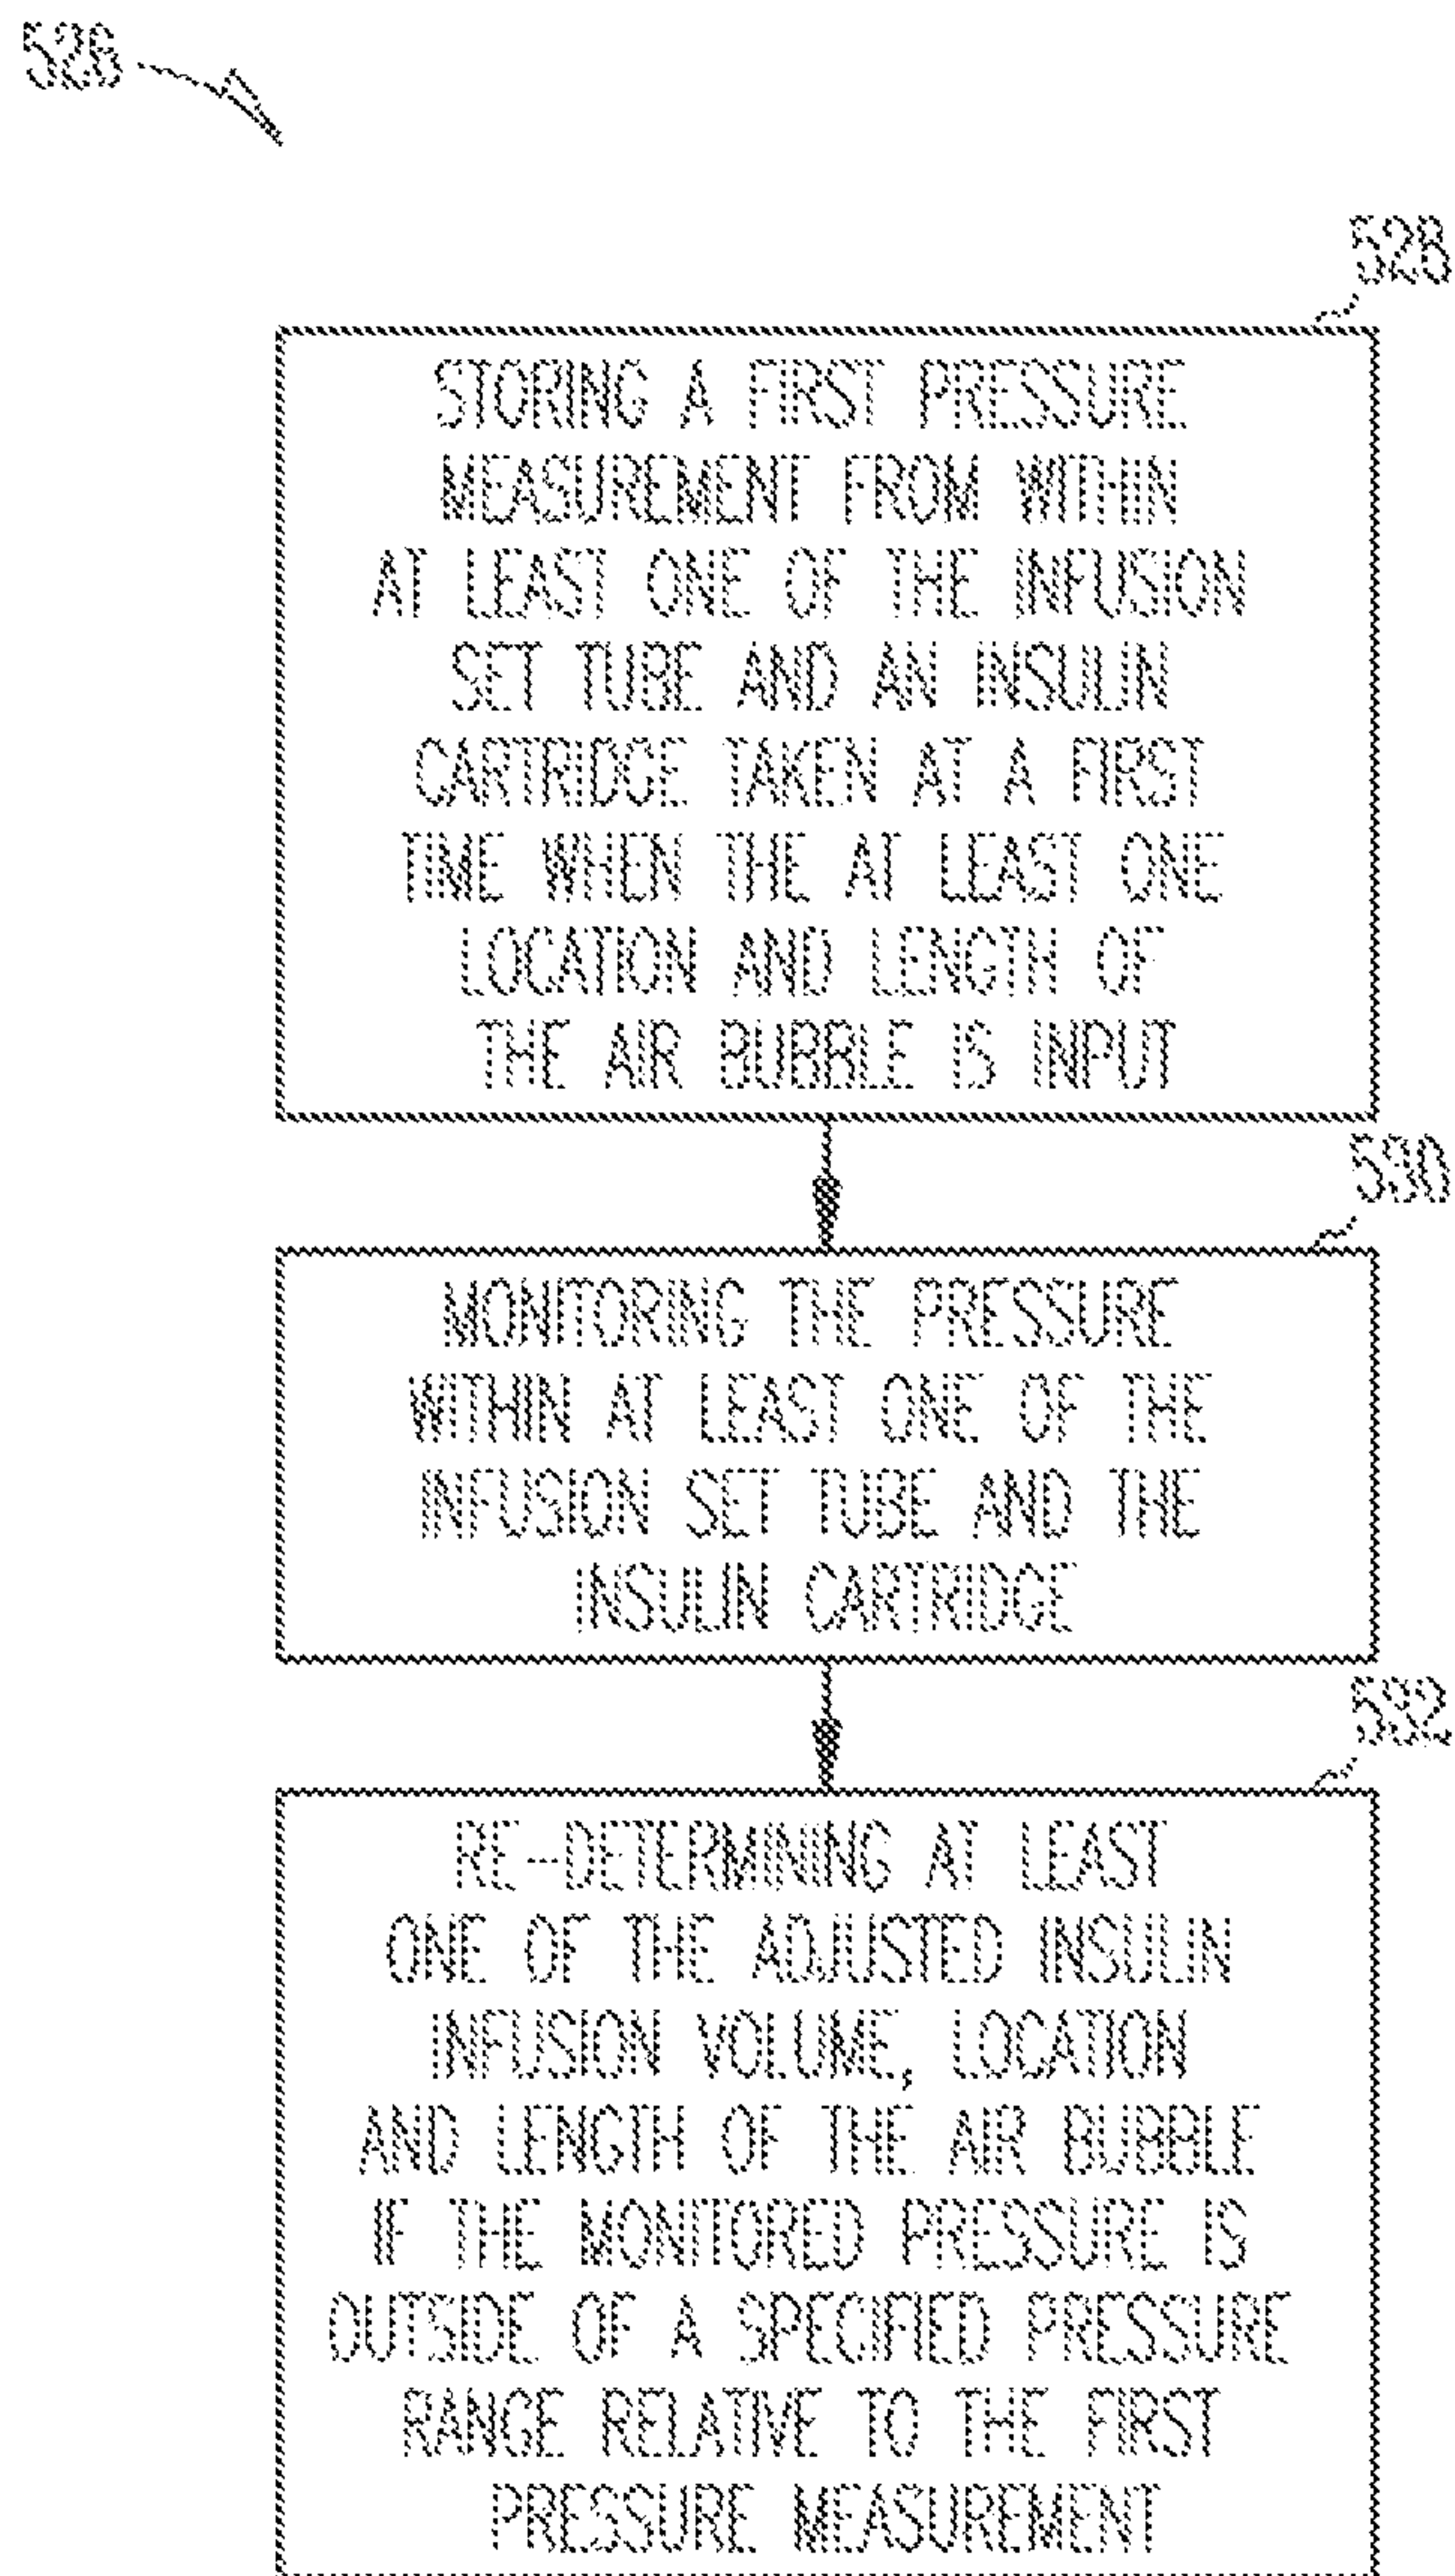 526
528
STORING A FIRST PRESSURE
MEASUREMENT FROM WITHIN
AT LEAST ONE OF THE INFUSION
SET TUBE AND AN INSULIN
CARTRIDGE TAKEN AT A FIRST
TIME WHEN THE AT LEAST ONE
LOCATION AND LENGTH OF
THE AIR BUBBLE IS INPUT
530
MONITORING THE PRESSURE
WITHIN AT LEAST ONE OF THE
INFUSION SET TUBE AND THE
INSULIN CARTRIDGE
532
RE-DETERMINING AT LEAST
ONE OF THE ADJUSTED INSULIN
INFUSION VOLUME, LOCATION
AND LENGTH OF THE AIR BUBBLE
IF THE MONITORED PRESSURE IS
OUTSIDE OF A SPECIFIED PRESSURE
RANGE RELATIVE TO THE FIRST
PRESSURE MEASUREMENT